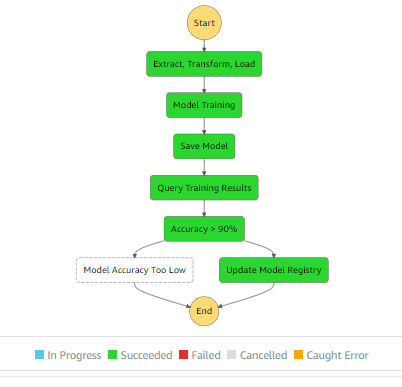 Start
Extract, Transform, Load
Model Training
Save Model
Query Training Results
Accuracy > 90%
Model Accuracy Too Low
Update Model Registry
End
In Progress Succeeded Failed Cancelled Caught Error